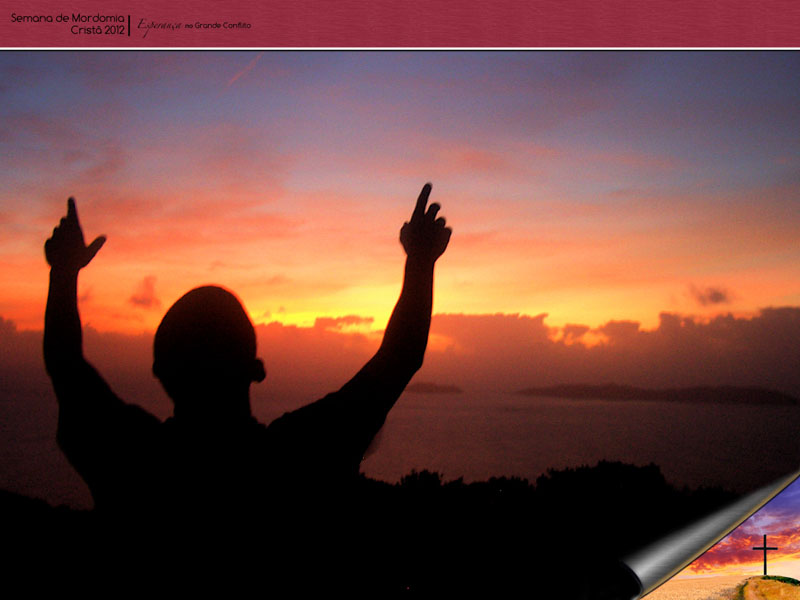 Semana de Mordomia
Cristã 2012
Esperança no Grande Conflito